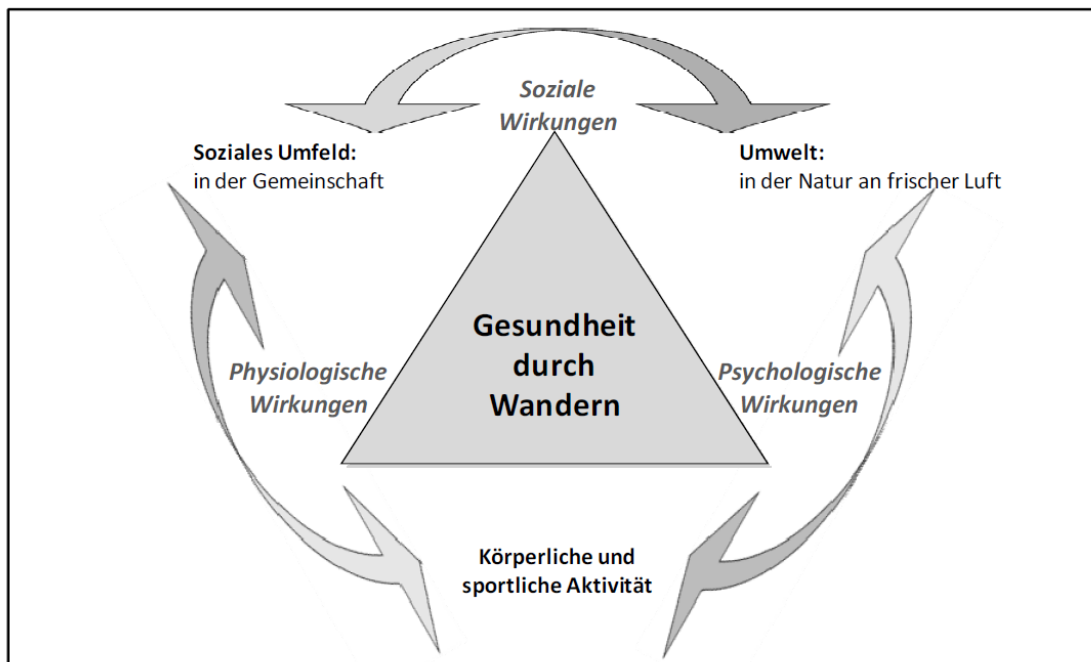 Soziale
Wirkungen
Soziales Umfeld:
in der Gemeinschaft
Umwelt:
in der Natur an frischer Luft
Gesundheit
durch
Wandern
Physiologische
Wirkungen
Psychologische
Wirkungen
Körperliche und
sportliche Aktivität